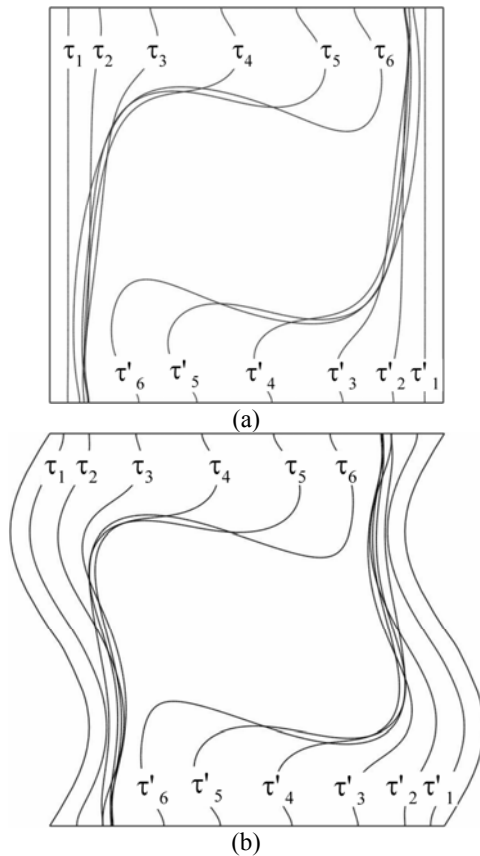 τ₁ τ₂ τ₃ τ₄ τ₅ τ₆
τ'₆ τ'₅ τ'₄ τ'₃ τ'₂ τ'₁
(a)
τ₁ τ₂ τ₃ τ₄ τ₅ τ₆
τ'₆ τ'₅ τ'₄ τ'₃ τ'₂ τ'₁
(b)